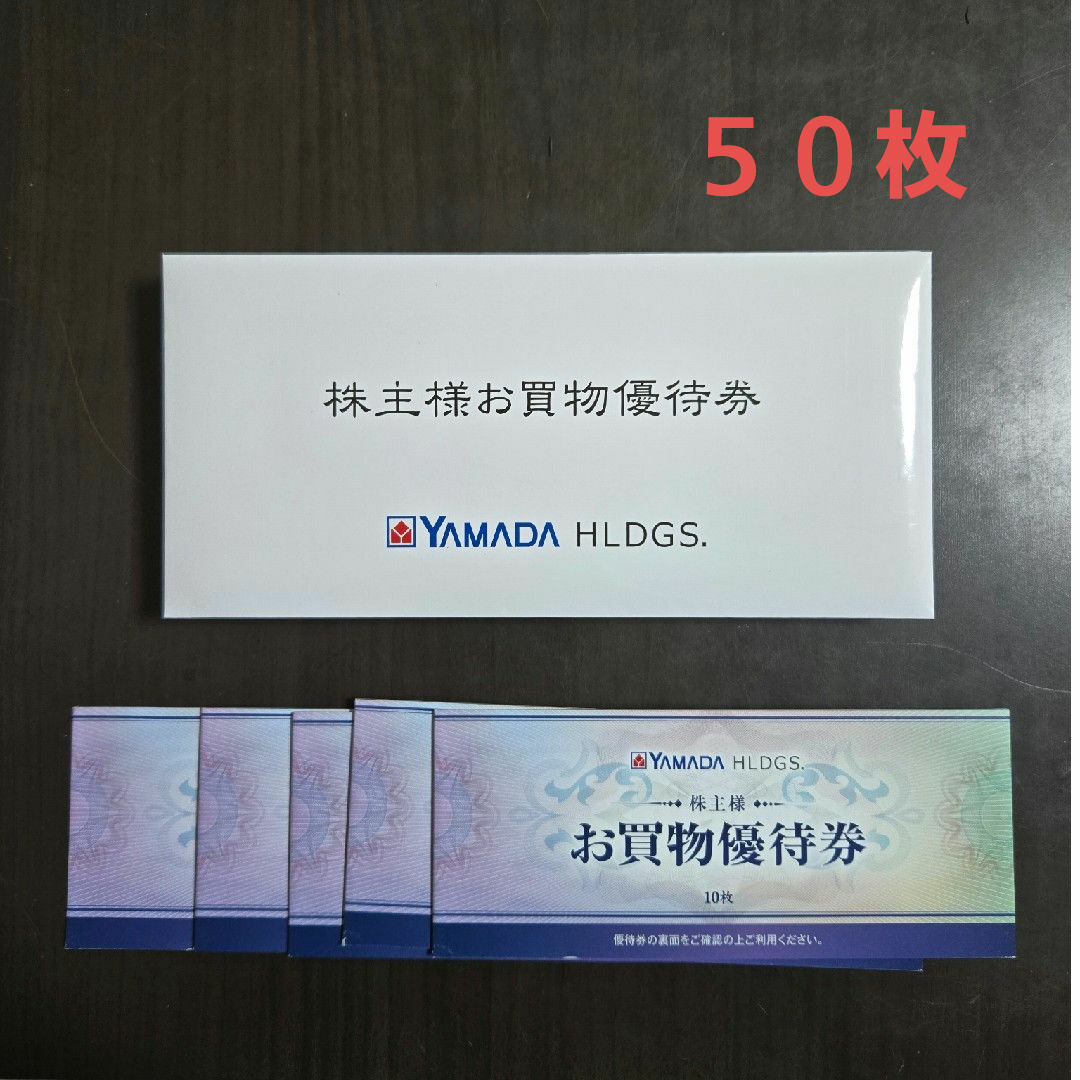 ５０枚
株主様お買物優待券
YAMADA HLDGS.
YAMADA HLDGS.
株主様
お買物優待券
10枚
優待券の裏面をご確認の上ご利用ください。